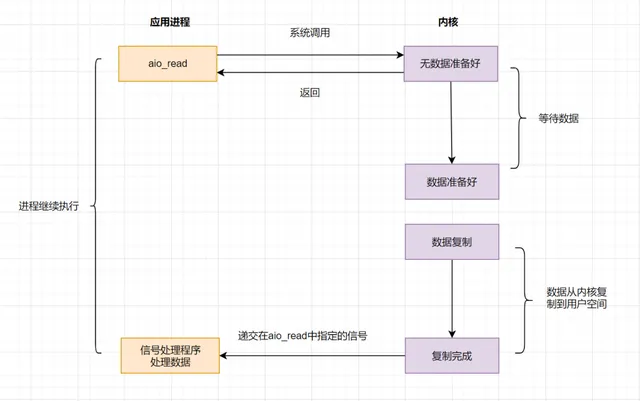 应用进程
内核
系统调用
aio_read
无数据准备好
返回
等待数据
数据准备好
进程继续执行
数据复制
数据从内核复
制到用户空间
递交在aio_read中指定的信号
信号处理程序
处理数据
复制完成